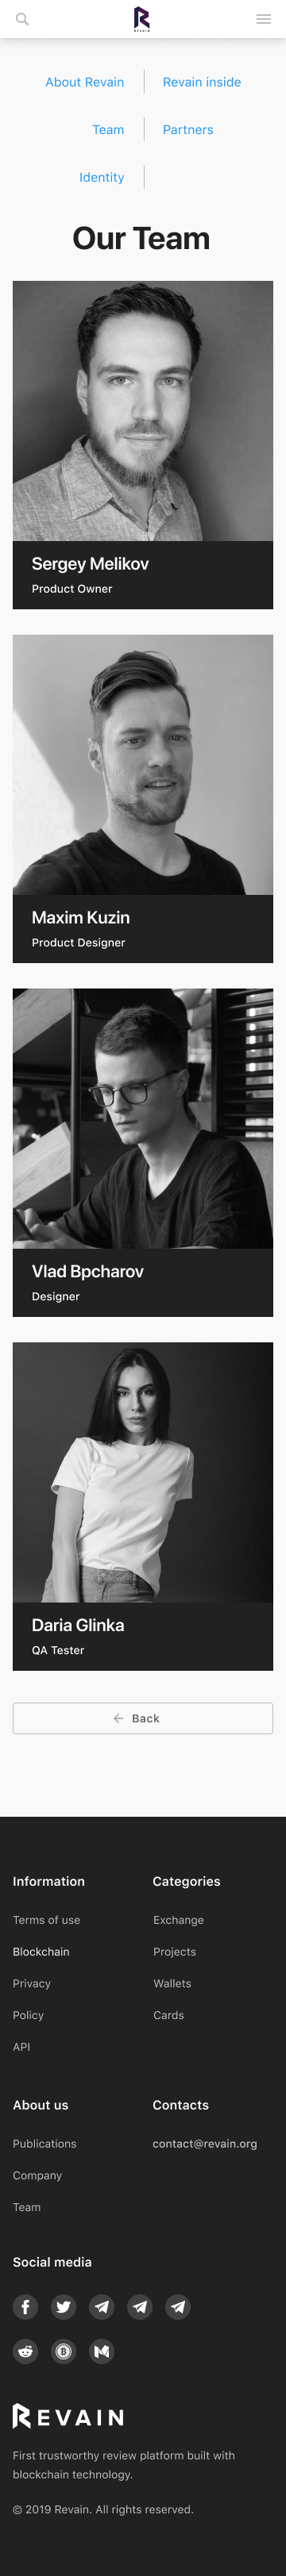 REVAIN
About Revain
Revain inside
Team
Partners
Identity
Our Team
Sergey Melikov
Product Owner
Maxim Kuzin
Product Designer
Vlad Bpcharov
Designer
Daria Glinka
QA Tester
Back
Information
Terms of use
Blockchain
Privacy
Policy
API
Categories
Exchange
Projects
Wallets
Cards
About us
Publications
Company
Team
Contacts
contact@revain.org
Social media
REVAIN
First trustworthy review platform built with
blockchain technology.
© 2019 Revain. All rights reserved.